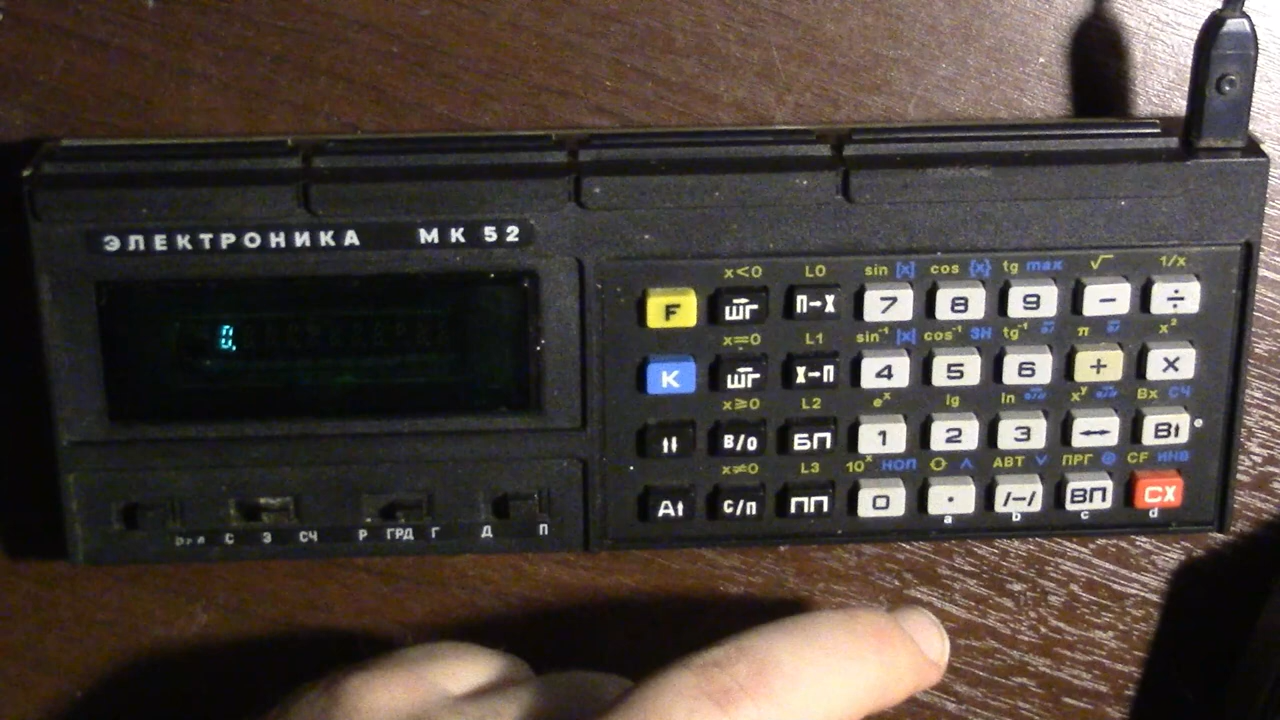 ЭЛЕКТРОНИКА МК 52
0.
x<0 L0 sin [x] cos {x} tg max √ 1/x
F ШГ П→X 7 8 9 − ÷
x=0 L1 sin⁻¹ |x| cos⁻¹ ЗН tg⁻¹ π x²
K ШГ X→П 4 5 6 + X
x≥0 L2 eˣ lg ln xʸ Вx СЧ
↑↓ В/О БП 1 2 3 ↔ В↑
x≠0 L3 10ˣ НОП ⟳ ∧ АВТ ∨ ПРГ ⊕ CF ИНВ
А↑ С/П ПП 0 · /−/ ВП СХ
a b c d
С З СЧ Р ГРД Г Д П